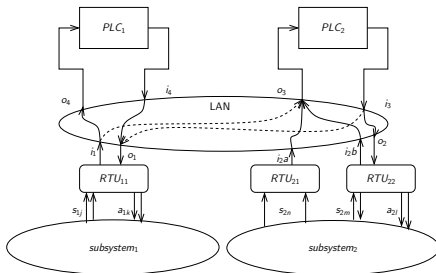 PLC₁ PLC₂
o₄ i₄ o₃ i₃
LAN
i₁ o₁ i₂a i₂b o₂
RTU₁₁ RTU₂₁ RTU₂₂
s₁ⱼ a₁ₖ s₂ₙ s₂ₘ a₂ₗ
subsystem₁ subsystem₂